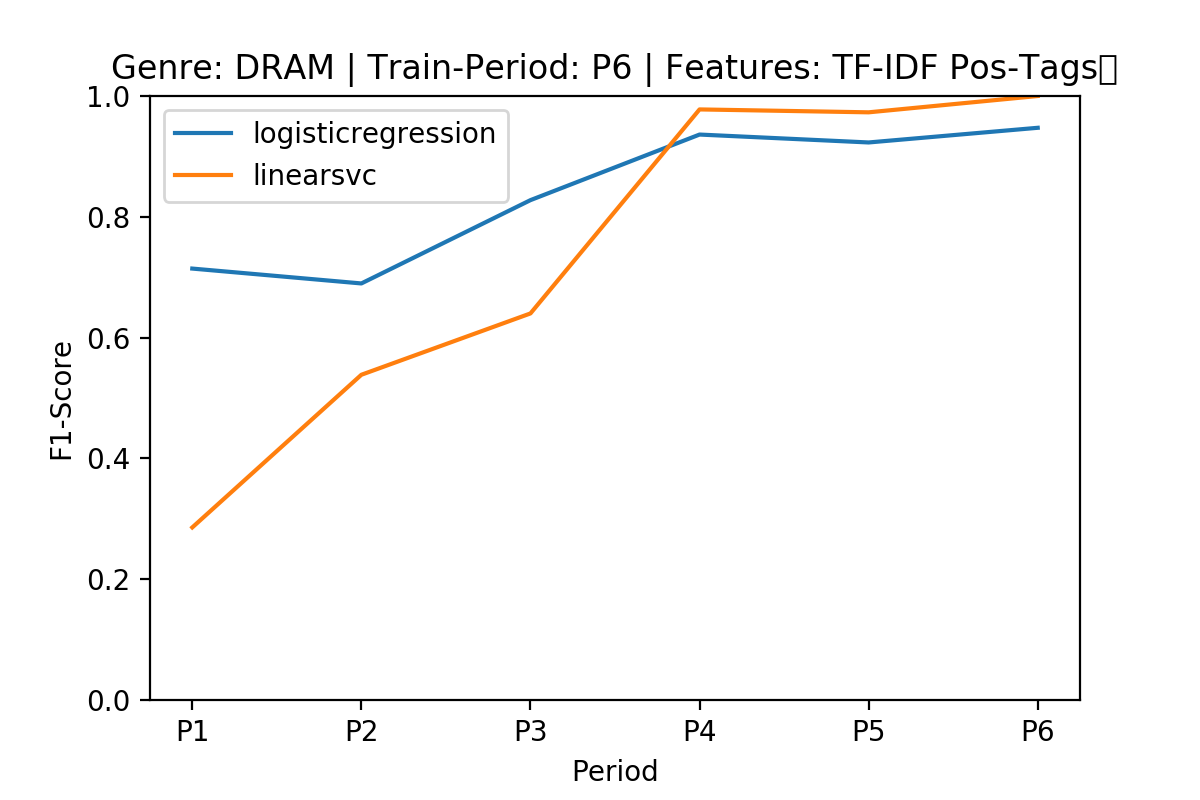 Genre: DRAM | Train-Period: P6 | Features: TF-IDF Pos-Tags
1.0
logisticregression
linearsvc
0.8
0.6
F1-Score
0.4
0.2
0.0
P1 P2 P3 P4 P5 P6
Period